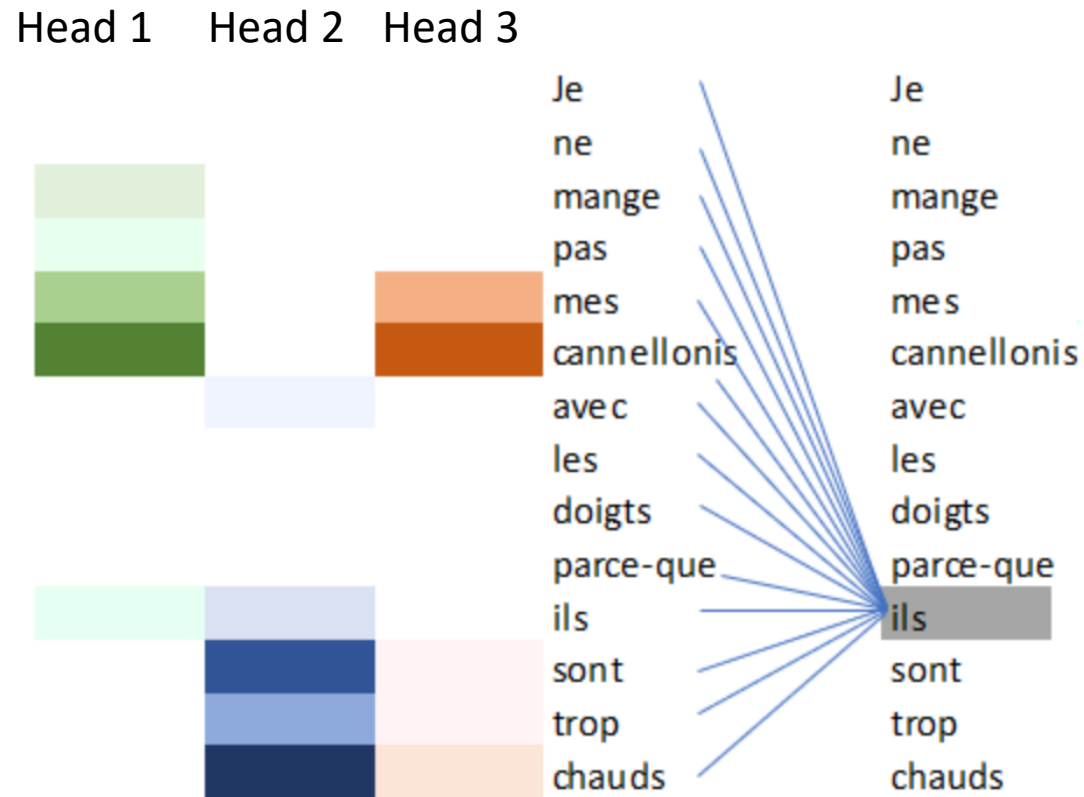 Head 1 Head 2 Head 3
Je Je
ne ne
mange mange
pas pas
mes mes
cannellonis cannellonis
avec avec
les les
doigts doigts
parce-que parce-que
ils ils
sont sont
trop trop
chauds chauds